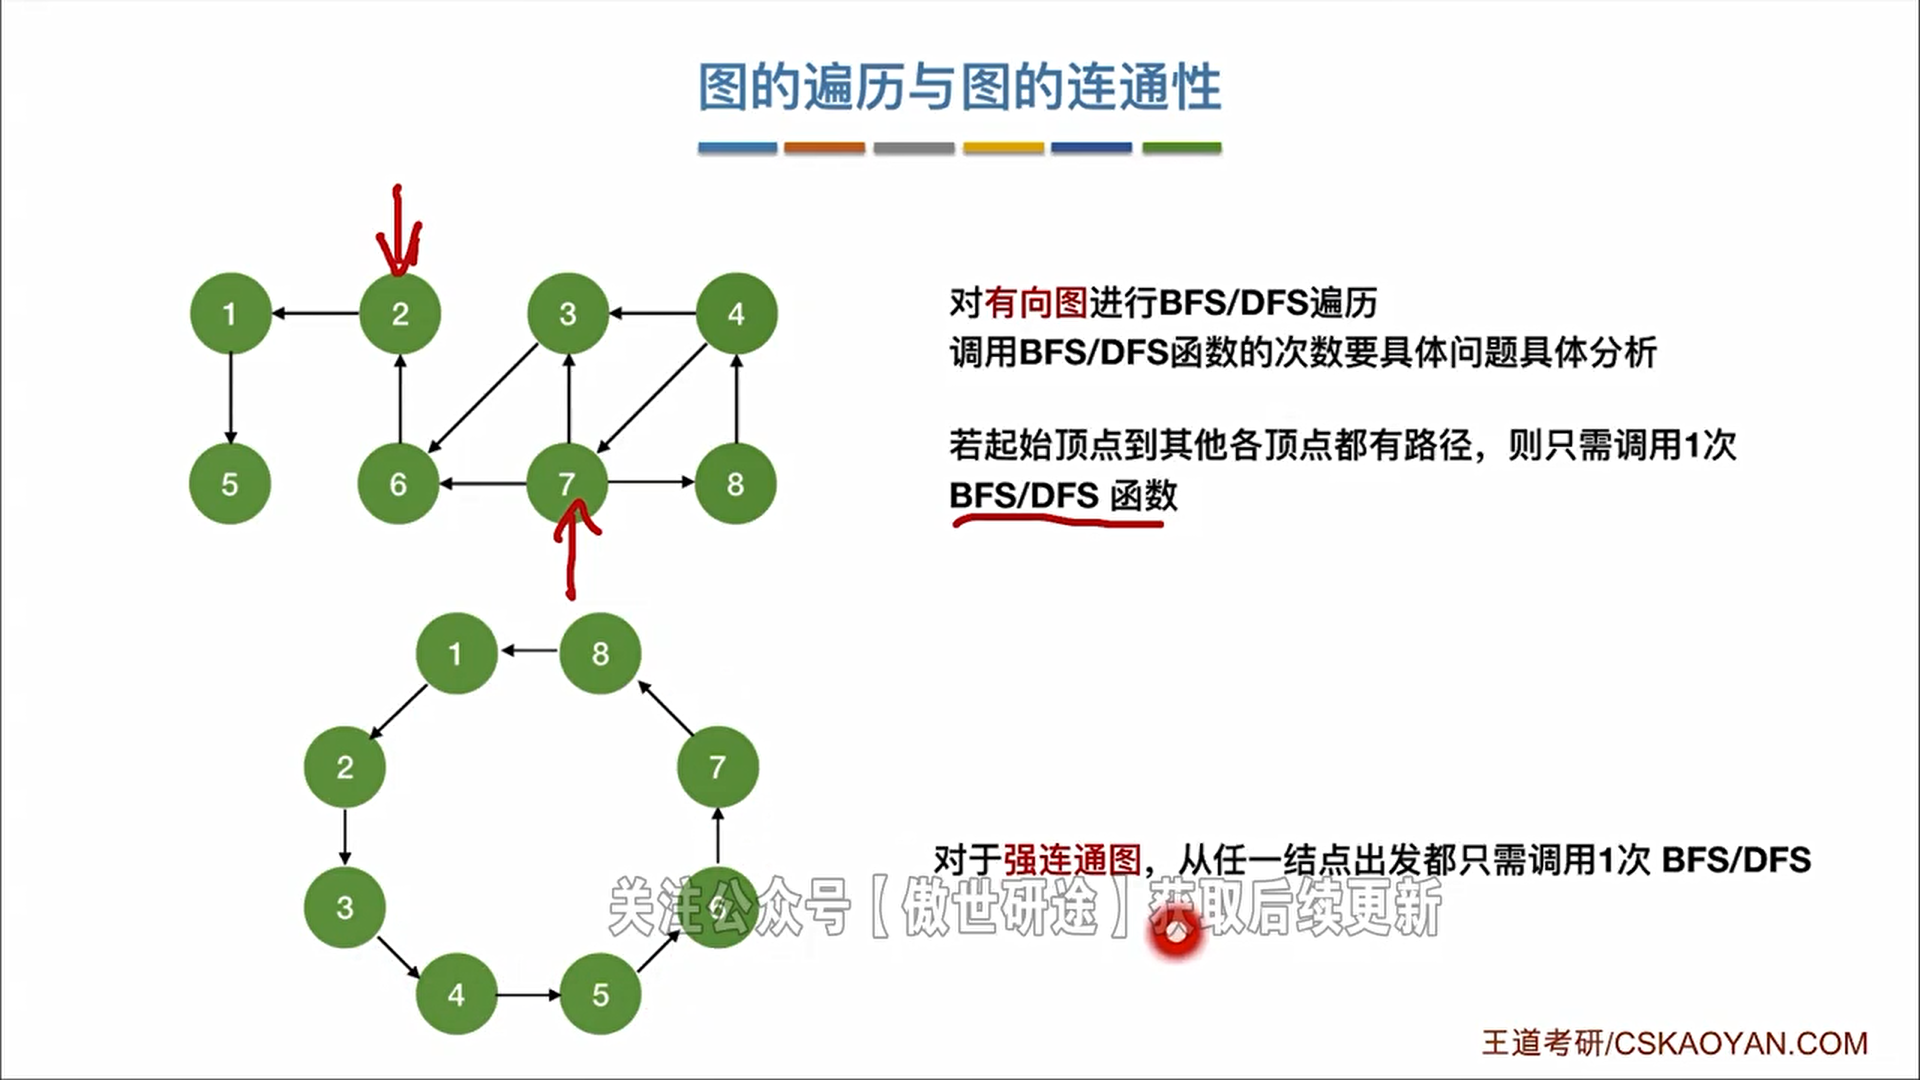 图的遍历与图的连通性
1
2
3
4
5
6
7
8
对有向图进行BFS/DFS遍历
调用BFS/DFS函数的次数要具体问题具体分析
若起始顶点到其他各顶点都有路径，则只需调用1次
BFS/DFS 函数
1
8
2
7
3
6
4
5
对于强连通图，从任一结点出发都只需调用1次 BFS/DFS
关注公众号【傲世研途】获取后续更新
王道考研/CSKAOYAN.COM